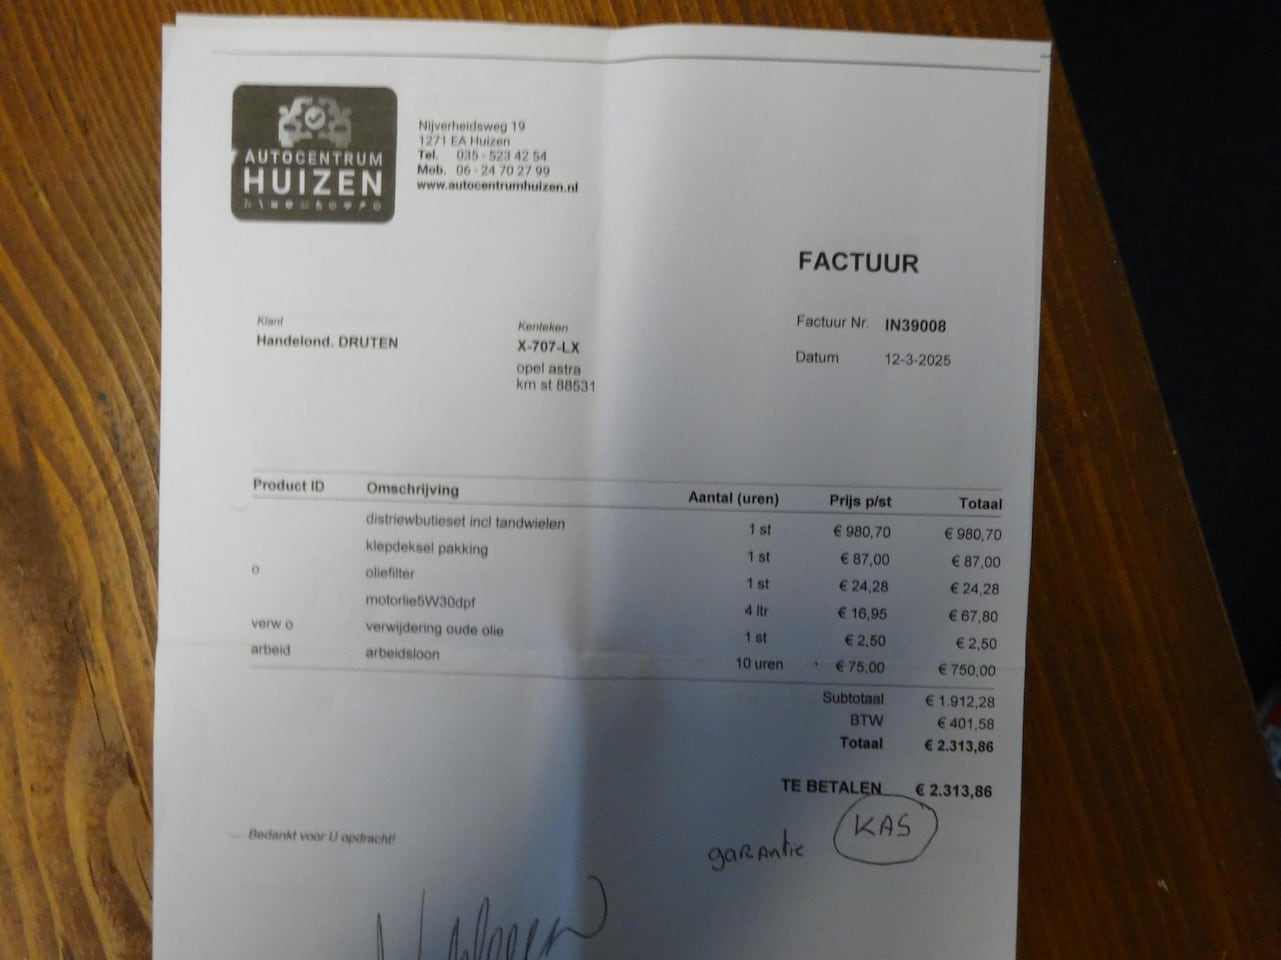 AUTOCENTRUM
HUIZEN
Nijverheidsweg 19
1271 EA Huizen
Tel. 035 - 523 42 54
Mob. 06 - 24 70 27 99
www.autocentrumhuizen.nl
FACTUUR
Klant
Handelond. DRUTEN
Kenteken
X-707-LX
opel astra
km st 88531
Factuur Nr. IN39008
Datum 12-3-2025
Product ID Omschrijving Aantal (uren) Prijs p/st Totaal
distriewbutieset incl tandwielen 1 st € 980,70 € 980,70
klepdeksel pakking 1 st € 87,00 € 87,00
o oliefilter 1 st € 24,28 € 24,28
motorlie5W30dpf 4 ltr € 16,95 € 67,80
verw o verwijdering oude olie 1 st € 2,50 € 2,50
arbeid arbeidsloon 10 uren € 75,00 € 750,00
Subtotaal € 1.912,28
BTW € 401,58
Totaal € 2.313,86
TE BETALEN € 2.313,86
KAS
garantie
Bedankt voor U opdracht!